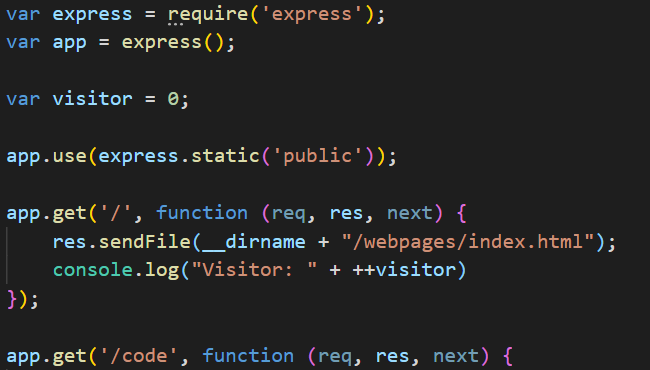 var express = require('express');
var app = express();
var visitor = 0;
app.use(express.static('public'));
app.get('/', function (req, res, next) {
    res.sendFile(__dirname + "/webpages/index.html");
    console.log("Visitor: " + ++visitor)
});
app.get('/code', function (req, res, next) {